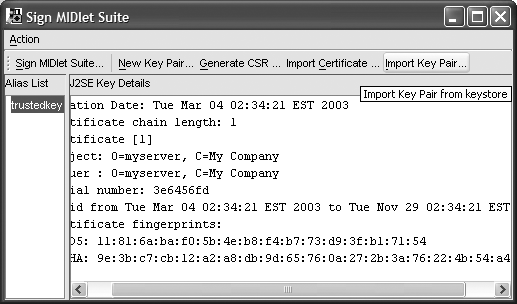 Sign MIDlet Suite
Action
Sign MIDlet Suite... New Key Pair... Generate CSR ... Import Certificate ... Import Key Pair...
Alias List J2SE Key Details
Import Key Pair from keystore
trustedkey ation Date: Tue Mar 04 02:34:21 EST 2003
tificate chain length: 1
tificate [1]
ject: O=myserver, C=My Company
uer : O=myserver, C=My Company
ial number: 3e6456fd
id from Tue Mar 04 02:34:21 EST 2003 to Tue Nov 29 02:34:21 EST
tificate fingerprints:
D5: 11:81:6a:ba:f0:5b:4e:b8:f4:b7:73:d9:3f:b1:71:54
HA: 9e:3b:c7:cb:12:a2:a8:db:9d:65:76:0a:27:2b:3a:76:22:4b:54:a4